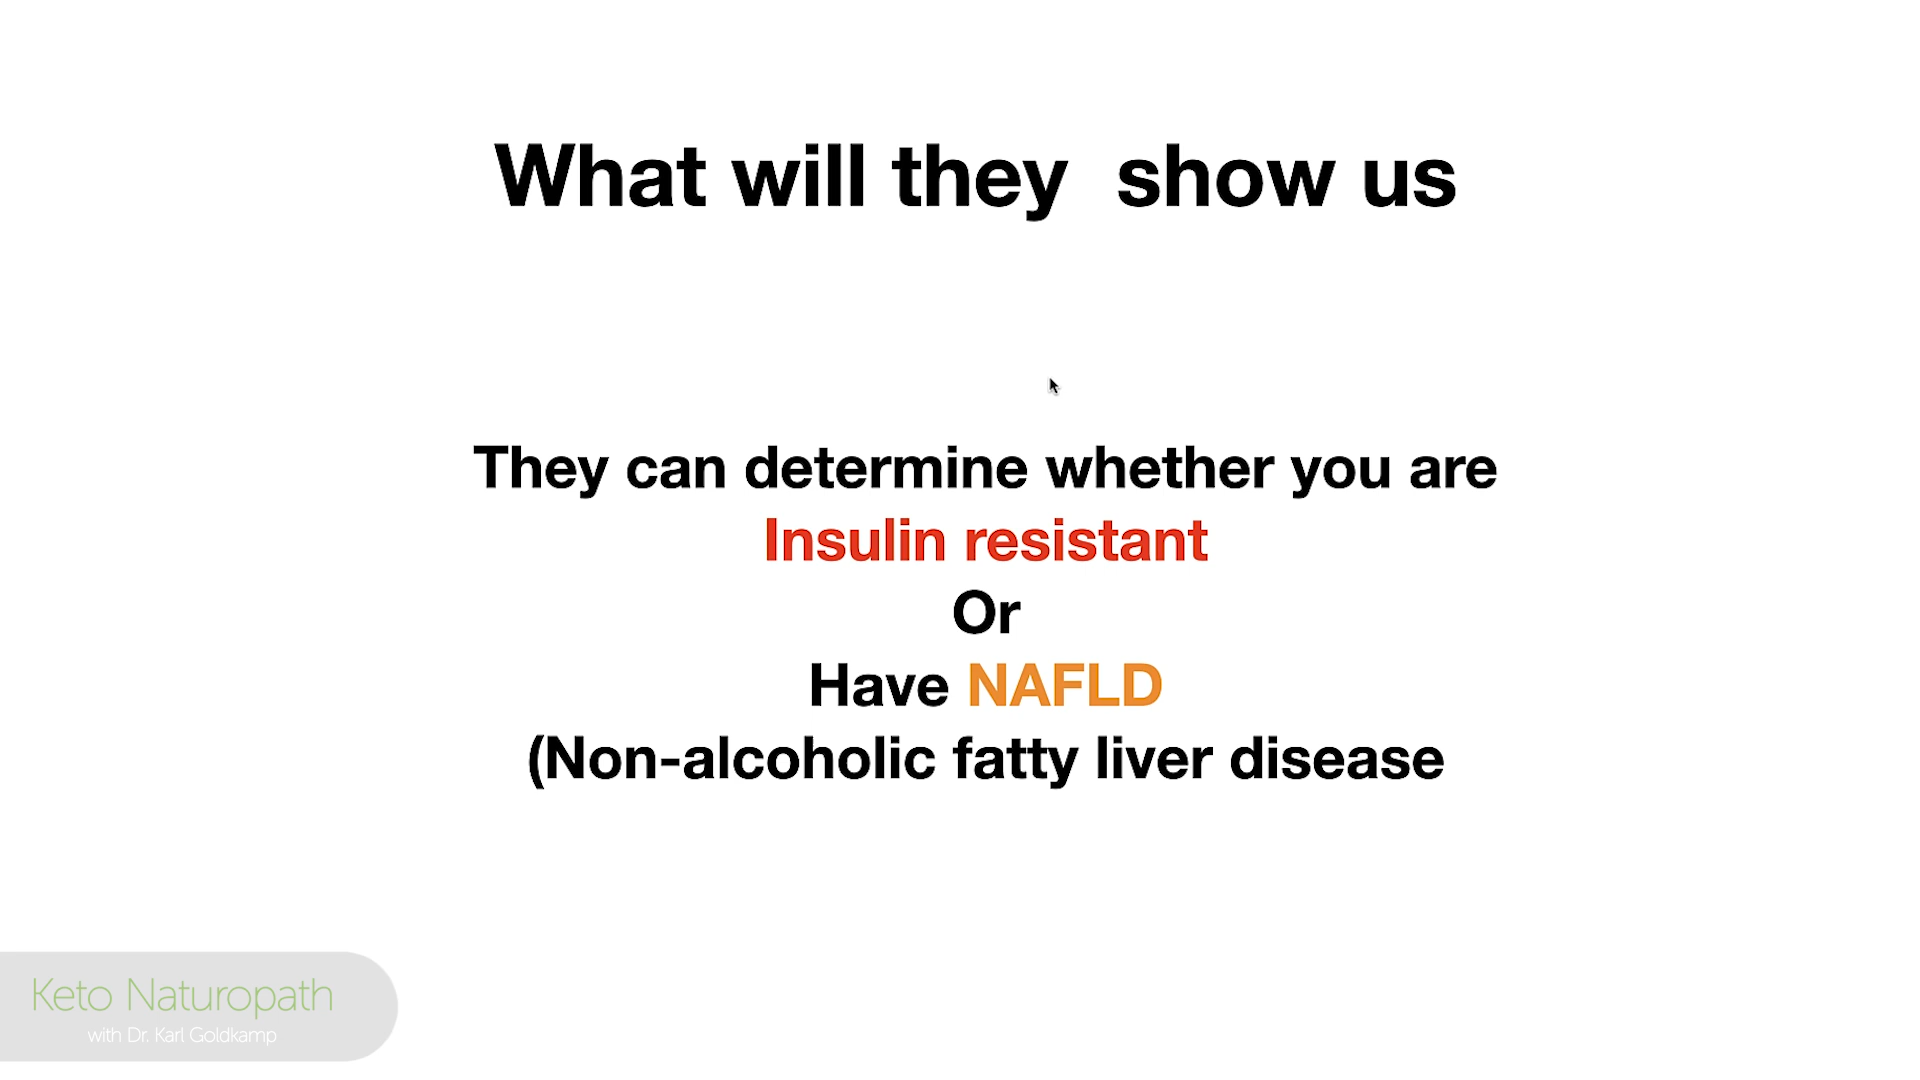 What will they  show us
They can determine whether you are
Insulin resistant
Or
Have NAFLD
(Non-alcoholic fatty liver disease
Keto Naturopath
with Dr. Karl Goldkamp